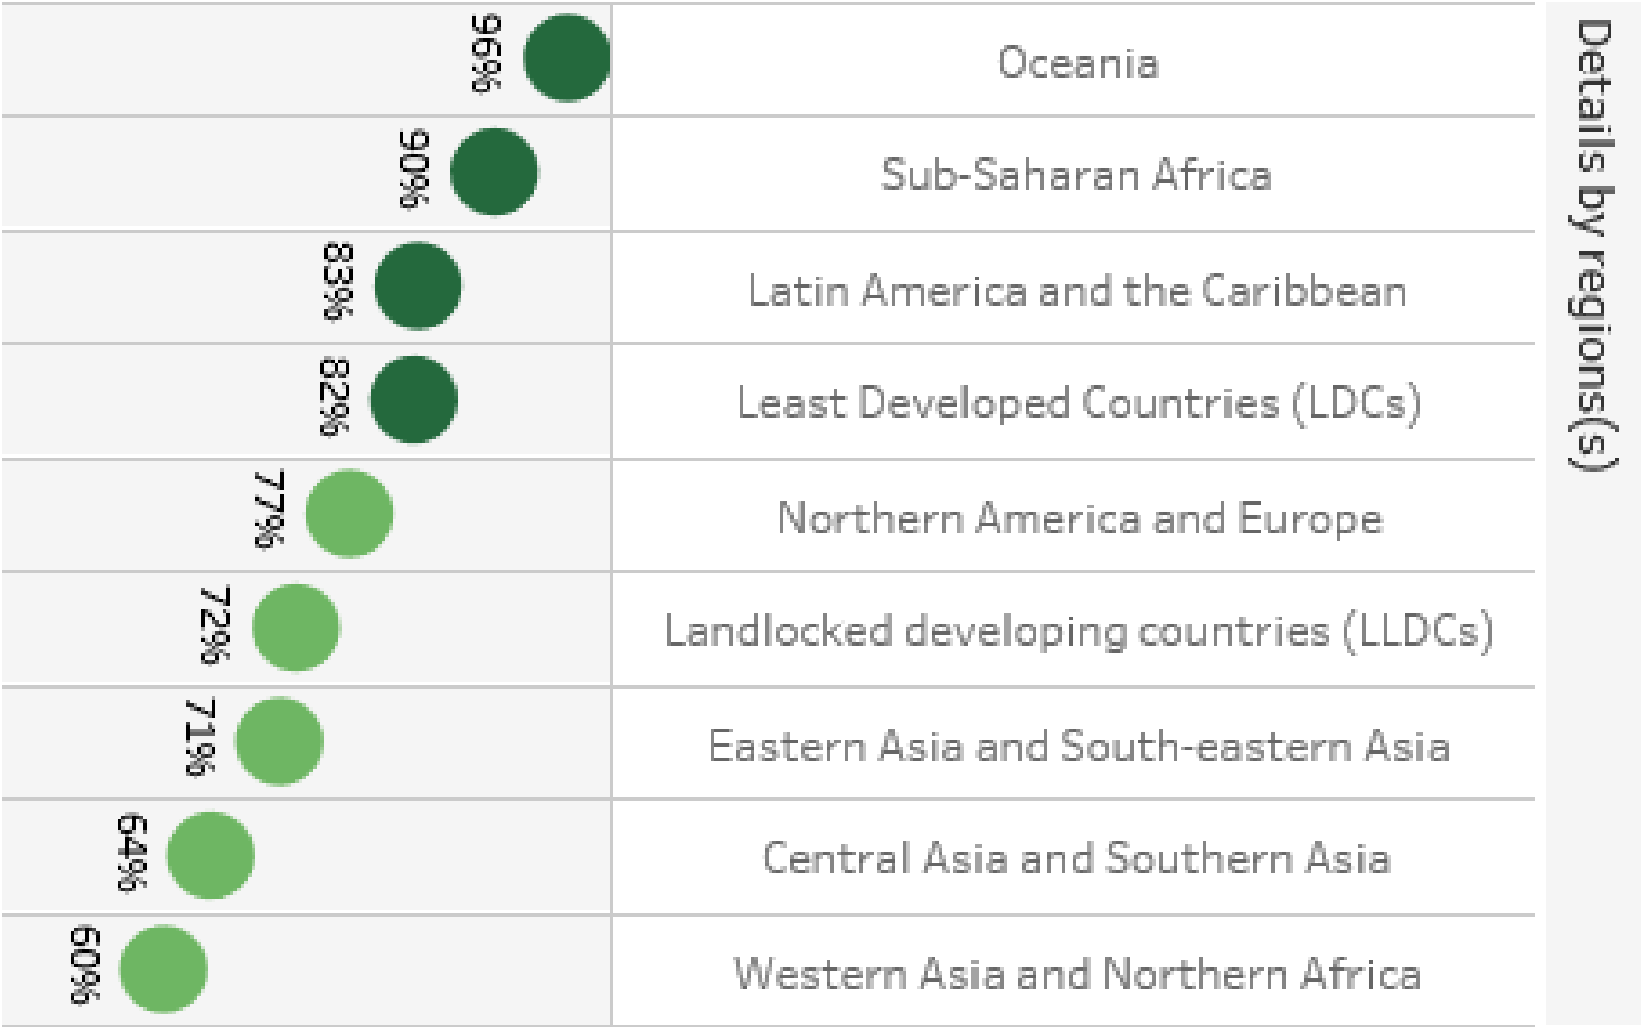 Details by regions(s)
96%
Oceania
90%
Sub-Saharan Africa
83%
Latin America and the Caribbean
82%
Least Developed Countries (LDCs)
77%
Northern America and Europe
72%
Landlocked developing countries (LLDCs)
71%
Eastern Asia and South-eastern Asia
64%
Central Asia and Southern Asia
60%
Western Asia and Northern Africa